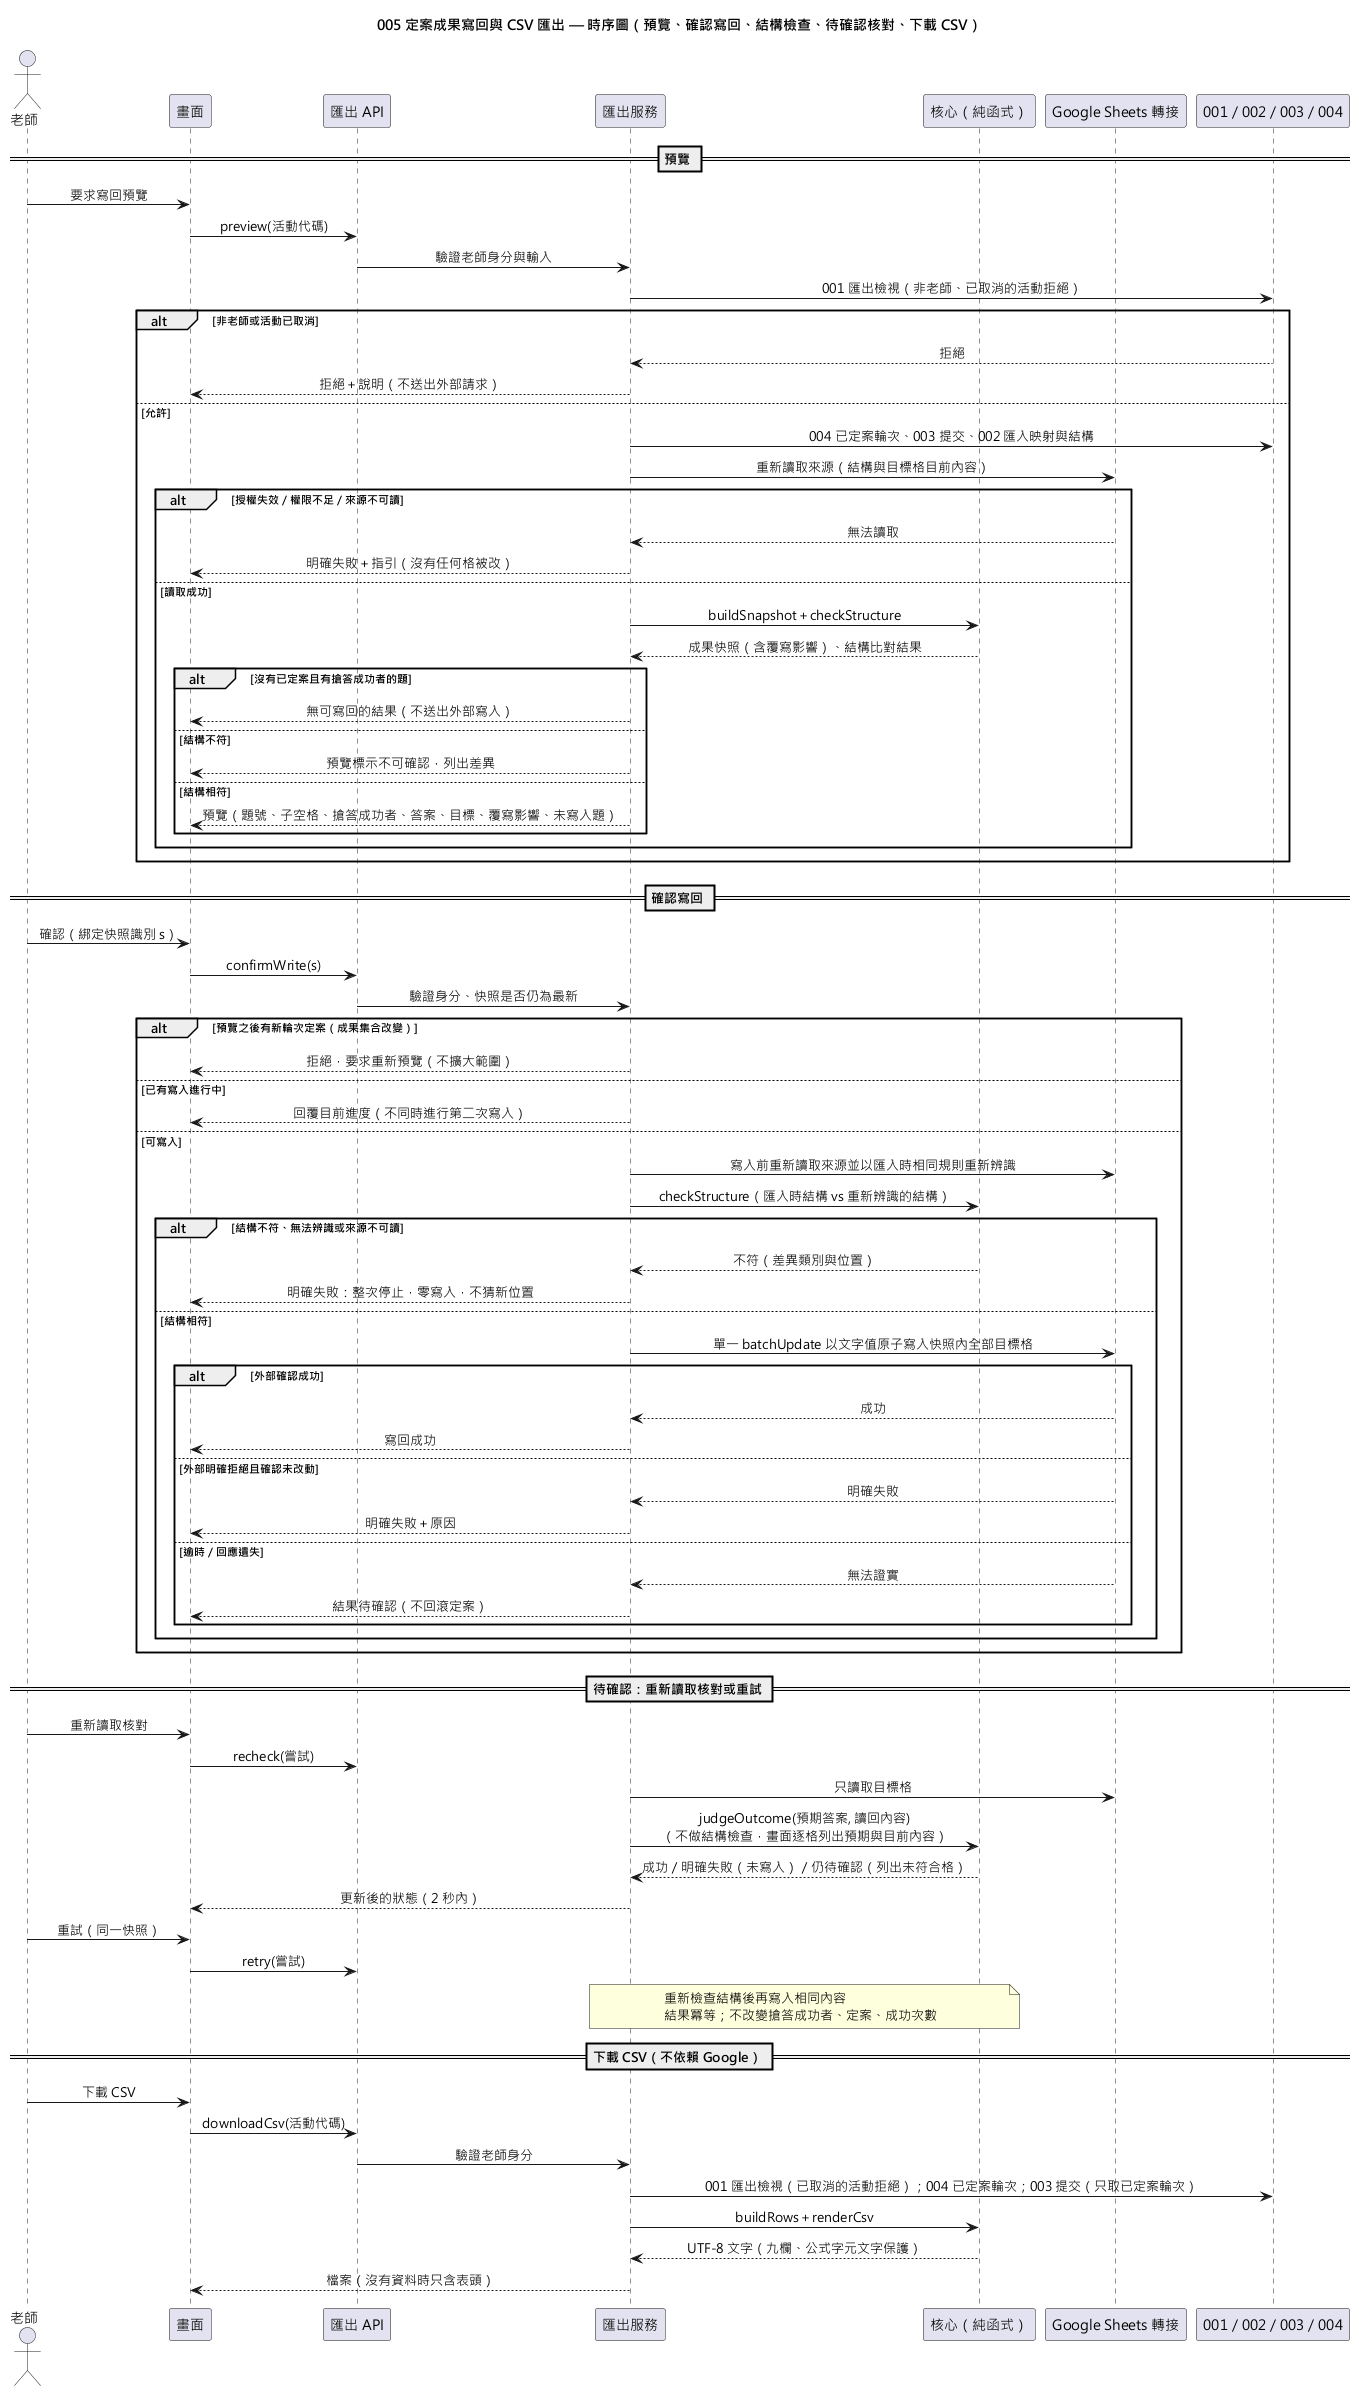 005 定案成果寫回與 CSV 匯出 — 時序圖（預覽、確認寫回、結構檢查、待確認核對、下載 CSV）
老師
畫面
匯出 API
匯出服務
核心（純函式）
Google Sheets 轉接
001 / 002 / 003 / 004
預覽
要求寫回預覽
preview(活動代碼)
驗證老師身分與輸入
001 匯出檢視（非老師、已取消的活動拒絕）
alt
[非老師或活動已取消]
拒絕
拒絕＋說明（不送出外部請求）
[允許]
004 已定案輪次、003 提交、002 匯入映射與結構
重新讀取來源（結構與目標格目前內容）
alt
[授權失效／權限不足／來源不可讀]
無法讀取
明確失敗＋指引（沒有任何格被改）
[讀取成功]
buildSnapshot＋checkStructure
成果快照（含覆寫影響）、結構比對結果
alt
[沒有已定案且有搶答成功者的題]
無可寫回的結果（不送出外部寫入）
[結構不符]
預覽標示不可確認，列出差異
[結構相符]
預覽（題號、子空格、搶答成功者、答案、目標、覆寫影響、未寫入題）
確認寫回
確認（綁定快照識別 s）
confirmWrite(s)
驗證身分、快照是否仍為最新
alt
[預覽之後有新輪次定案（成果集合改變）]
拒絕，要求重新預覽（不擴大範圍）
[已有寫入進行中]
回覆目前進度（不同時進行第二次寫入）
[可寫入]
寫入前重新讀取來源並以匯入時相同規則重新辨識
checkStructure（匯入時結構 vs 重新辨識的結構）
alt
[結構不符、無法辨識或來源不可讀]
不符（差異類別與位置）
明確失敗：整次停止，零寫入，不猜新位置
[結構相符]
單一 batchUpdate 以文字值原子寫入快照內全部目標格
alt
[外部確認成功]
成功
寫回成功
[外部明確拒絕且確認未改動]
明確失敗
明確失敗＋原因
[逾時／回應遺失]
無法證實
結果待確認（不回滾定案）
待確認：重新讀取核對或重試
重新讀取核對
recheck(嘗試)
只讀取目標格
judgeOutcome(預期答案, 讀回內容)
（不做結構檢查，畫面逐格列出預期與目前內容）
成功／明確失敗（未寫入）／仍待確認（列出未符合格）
更新後的狀態（2 秒內）
重試（同一快照）
retry(嘗試)
重新檢查結構後再寫入相同內容
結果冪等；不改變搶答成功者、定案、成功次數
下載 CSV（不依賴 Google）
下載 CSV
downloadCsv(活動代碼)
驗證老師身分
001 匯出檢視（已取消的活動拒絕）；004 已定案輪次；003 提交（只取已定案輪次）
buildRows＋renderCsv
UTF-8 文字（九欄、公式字元文字保護）
檔案（沒有資料時只含表頭）
老師
畫面
匯出 API
匯出服務
核心（純函式）
Google Sheets 轉接
001 / 002 / 003 / 004